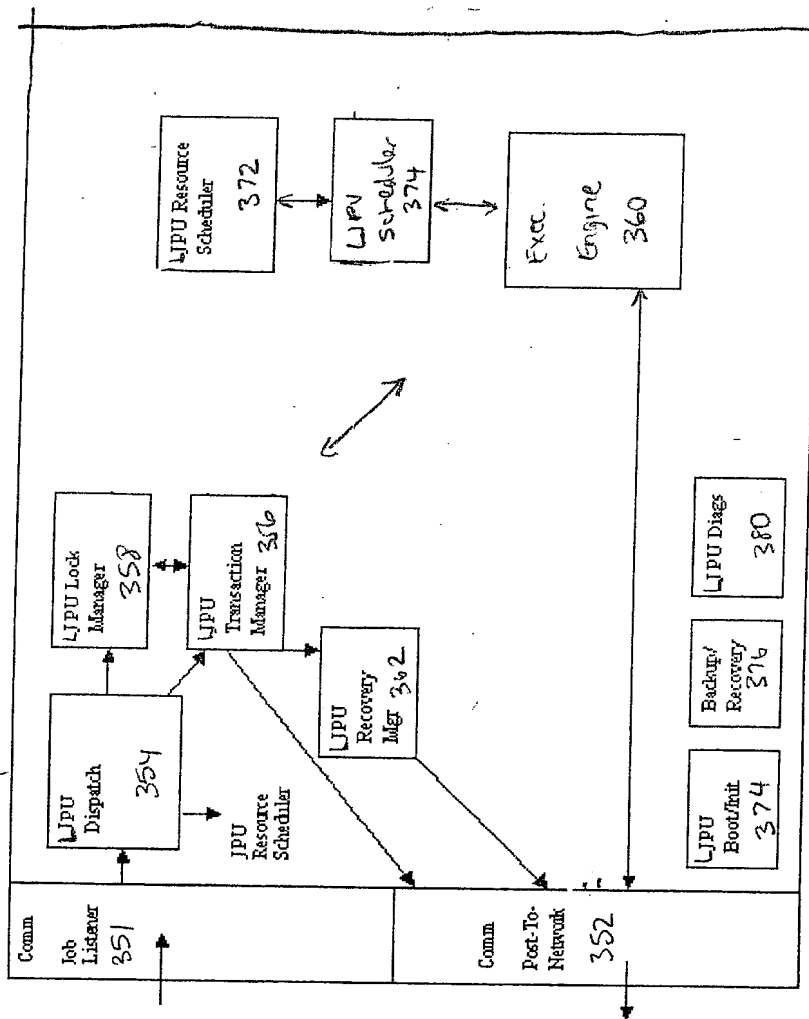 Comm
Job
Listener
351
LJPU
Dispatch
354
LJPU Lock
Manager
358
LJPU
Transaction
Manager 356
JPU
Resource
Scheduler
LJPU
Recovery
Mgr 362
LJPU Resource
Scheduler
372
LJPU
Scheduler
374
Exec.
Engine
360
Comm
Post-To-
Network
352
LJPU
Boot/Init
374
Backup/
Recovery
376
LJPU Diags
380